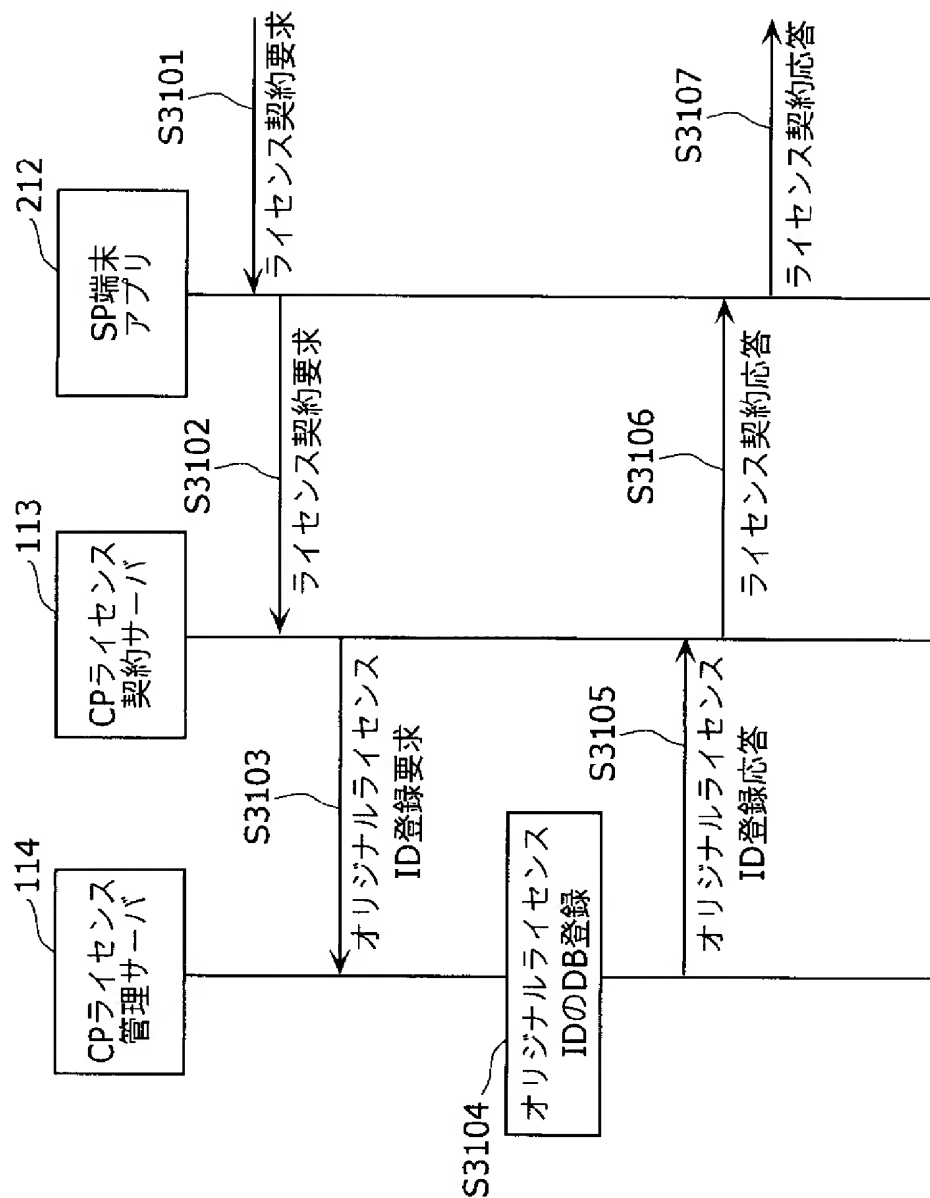 114
CPライセンス
管理サーバ
113
CPライセンス
契約サーバ
212
SP端末
アプリ
S3101
ライセンス契約要求
S3102
ライセンス契約要求
S3103
オリジナルライセンス
ID登録要求
S3104
オリジナルライセンス
IDのDB登録
S3105
オリジナルライセンス
ID登録応答
S3106
ライセンス契約応答
S3107
ライセンス契約応答